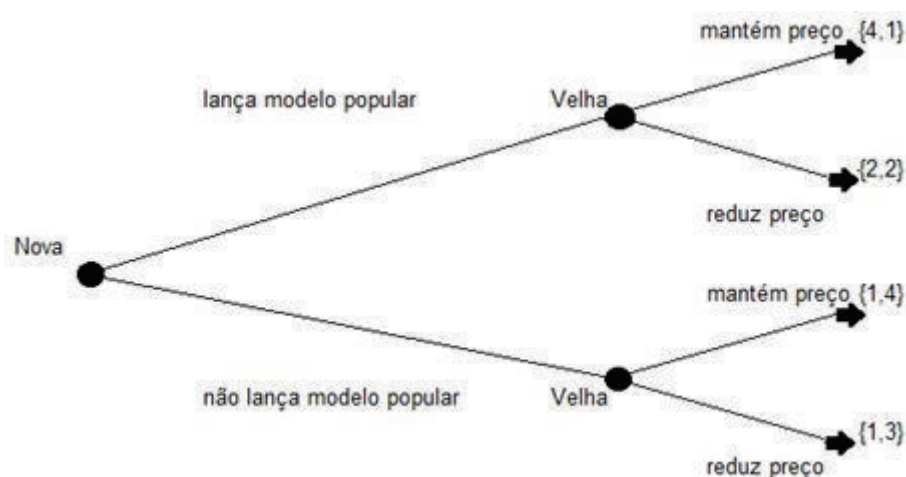 mantém preço {4,1}
lança modelo popular
Velha
{2,2}
reduz preço
Nova
mantém preço {1,4}
não lança modelo popular
Velha
{1,3}
reduz preço